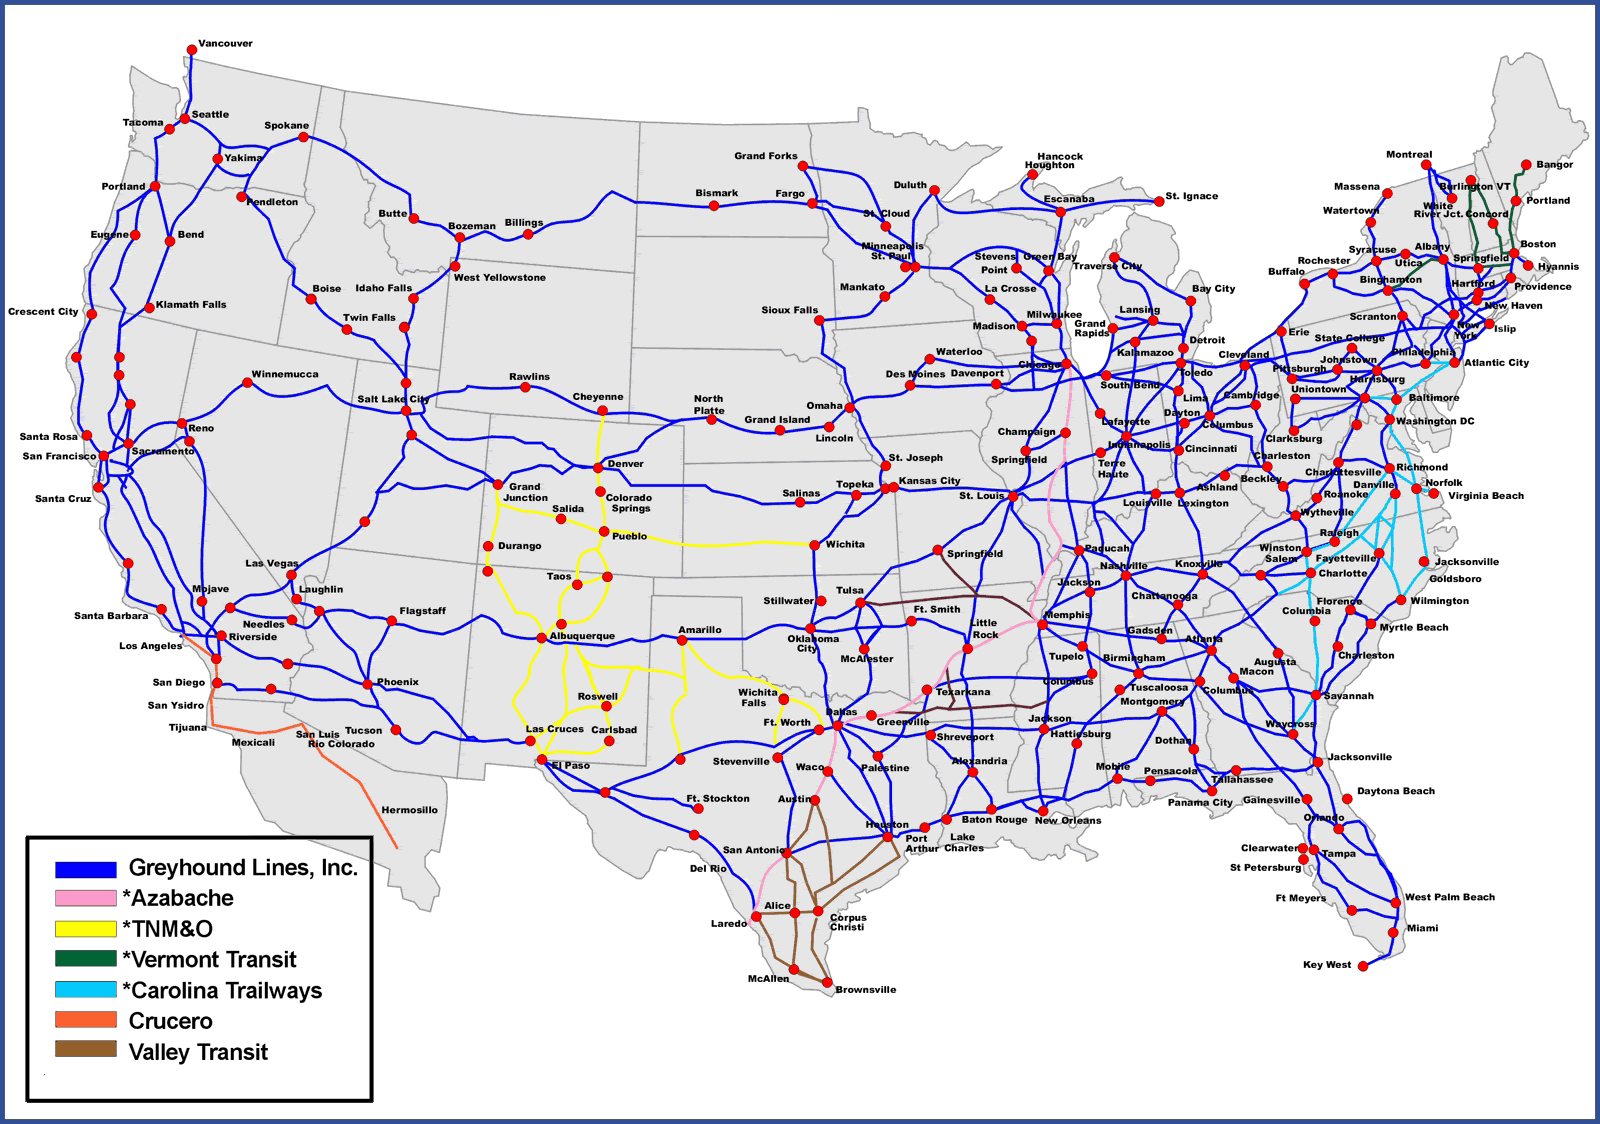 Vancouver
Seattle
Tacoma
Spokane
Yakima
Portland
Pendleton
Eugene
Bend
Butte
Bozeman
Billings
West Yellowstone
Boise
Idaho Falls
Twin Falls
Klamath Falls
Crescent City
Winnemucca
Salt Lake City
Rawlins
Cheyenne
Reno
Santa Rosa
San Francisco
Sacramento
Santa Cruz
Denver
Grand
Junction
Colorado
Springs
Salida
Pueblo
Durango
Taos
Las Vegas
Laughlin
Mojave
Santa Barbara
Needles
Flagstaff
Riverside
Los Angeles
San Diego
San Ysidro
Tijuana
Mexicali
San Luis
Rio Colorado
Hermosillo
Phoenix
Tucson
Albuquerque
Amarillo
Roswell
Las Cruces
Carlsbad
El Paso
Grand Forks
Bismark
Fargo
Duluth
St. Cloud
Minneapolis
St. Paul
Mankato
Sioux Falls
Hancock
Houghton
Escanaba
St. Ignace
Stevens
Point
Green Bay
La Crosse
Madison
Milwaukee
Traverse City
Bay City
Lansing
Grand
Rapids
Kalamazoo
Detroit
Waterloo
Des Moines
Davenport
Chicago
South Bend
Toledo
Cleveland
North
Platte
Grand Island
Omaha
Lincoln
St. Joseph
Topeka
Kansas City
Salinas
Wichita
Champaign
Springfield
St. Louis
Lafayette
Indianapolis
Terre
Haute
Lima
Dayton
Columbus
Cambridge
Cincinnati
Louisville
Lexington
Ashland
Charleston
Beckley
Springfield
Paducah
Nashville
Jackson
Knoxville
Chattanooga
Memphis
Stillwater
Tulsa
Ft. Smith
Oklahoma
City
McAlester
Little
Rock
Tupelo
Columbus
Birmingham
Gadsden
Atlanta
Tuscaloosa
Columbus
Macon
Augusta
Montgomery
Wichita
Falls
Ft. Worth
Dallas
Greenville
Texarkana
Shreveport
Jackson
Hattiesburg
Stevenville
Waco
Palestine
Alexandria
Mobile
Pensacola
Dothan
Panama City
Tallahassee
Ft. Stockton
Austin
Houston
Port
Arthur
Lake
Charles
Baton Rouge
New Orleans
San Antonio
Del Rio
Laredo
Alice
Corpus
Christi
McAllen
Brownsville
Montreal
Massena
Watertown
Burlington VT
White
River Jct.
Concord
Bangor
Portland
Boston
Hyannis
Providence
Syracuse
Utica
Albany
Springfield
Rochester
Buffalo
Binghamton
Hartford
New Haven
Scranton
New
York
Islip
Erie
State College
Johnstown
Philadelphia
Atlantic City
Pittsburgh
Harrisburg
Uniontown
Baltimore
Clarksburg
Washington DC
Charlottesville
Richmond
Danville
Norfolk
Virginia Beach
Roanoke
Wytheville
Raleigh
Winston
Salem
Fayetteville
Charlotte
Jacksonville
Goldsboro
Wilmington
Florence
Columbia
Myrtle Beach
Charleston
Savannah
Waycross
Jacksonville
Gainesville
Daytona Beach
Orlando
Clearwater
Tampa
St Petersburg
Ft Meyers
West Palm Beach
Miami
Key West
Greyhound Lines, Inc.
*Azabache
*TNM&O
*Vermont Transit
*Carolina Trailways
Crucero
Valley Transit